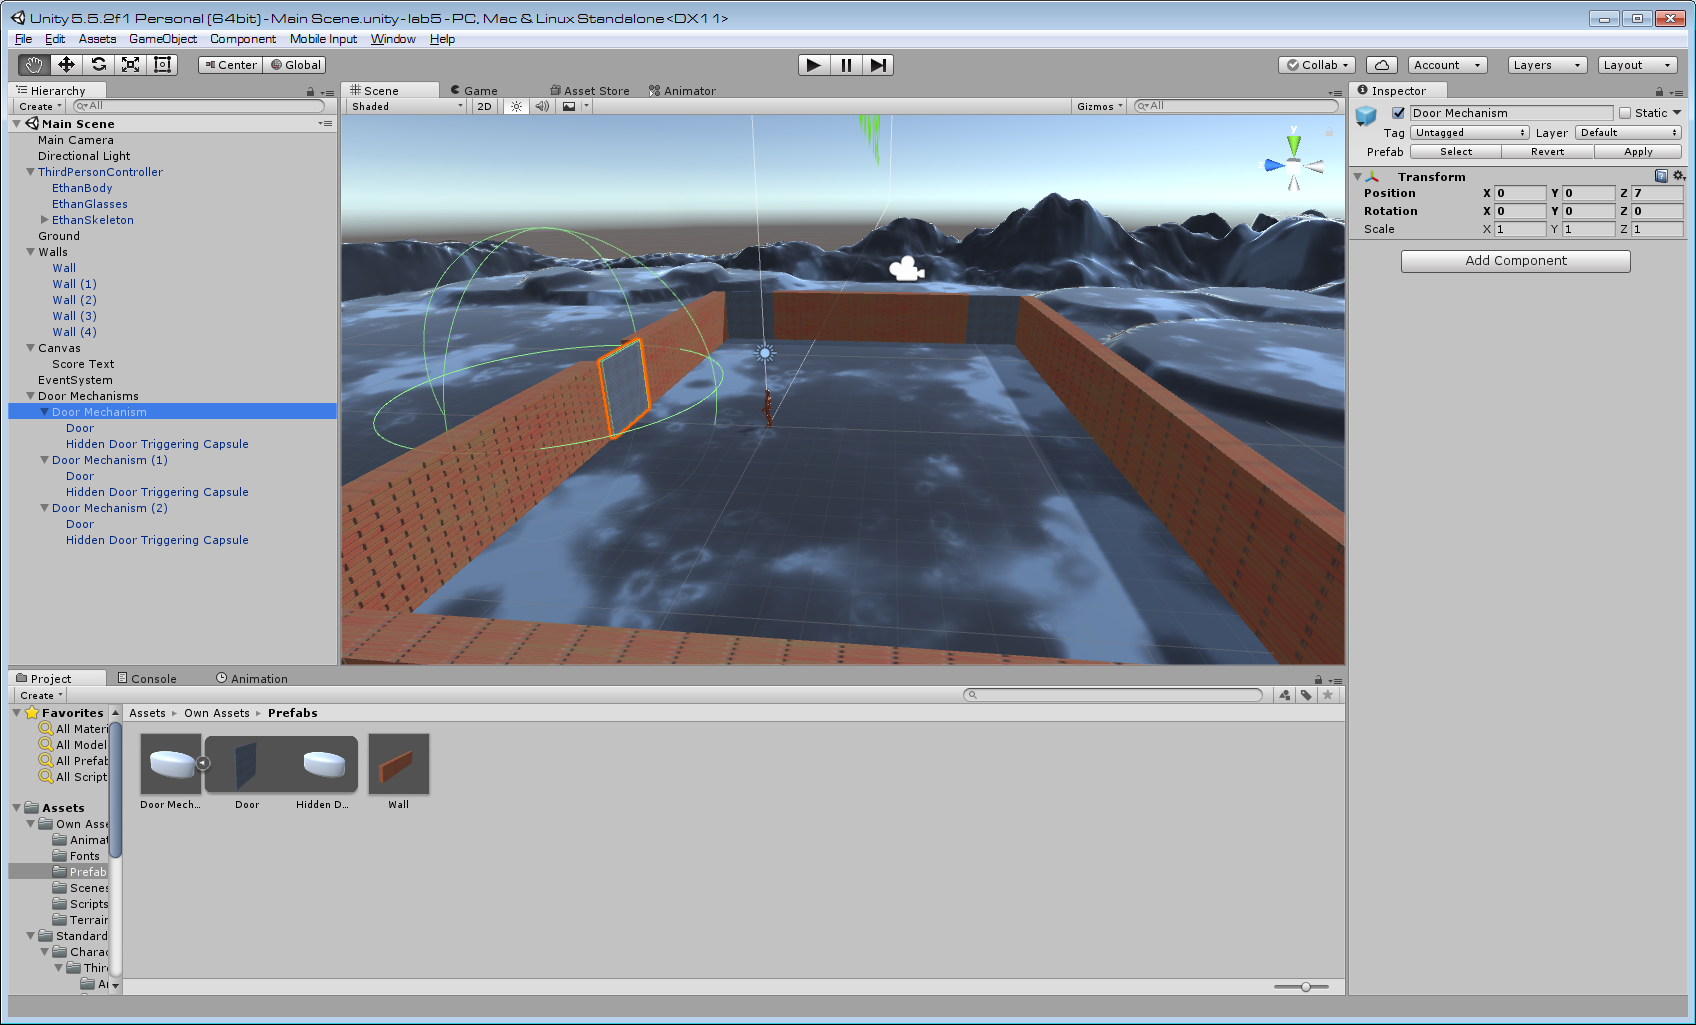 Unity 5.5.2f1 Personal (64bit) - Main Scene.unity - lab5 - PC, Mac & Linux Standalone <DX11>
File Edit Assets GameObject Component Mobile Input Window Help
Center Global Collab Account Layers Layout
Hierarchy
Create All
Main Scene
Main Camera
Directional Light
ThirdPersonController
EthanBody
EthanGlasses
EthanSkeleton
Ground
Walls
Wall
Wall (1)
Wall (2)
Wall (3)
Wall (4)
Canvas
Score Text
EventSystem
Door Mechanisms
Door Mechanism
Door
Hidden Door Triggering Capsule
Door Mechanism (1)
Door
Hidden Door Triggering Capsule
Door Mechanism (2)
Door
Hidden Door Triggering Capsule
Scene Game Asset Store Animator
Shaded 2D Gizmos All
y
Inspector
Door Mechanism Static
Tag Untagged Layer Default
Prefab Select Revert Apply
Transform
Position X 0 Y 0 Z 7
Rotation X 0 Y 0 Z 0
Scale X 1 Y 1 Z 1
Add Component
Project Console Animation
Create
Favorites
All Materi
All Model
All Prefab
All Script
Assets
Own Asse
Animat
Fonts
Prefab
Scenes
Scripts
Terrain
Standard
Charac
Third
Assets Own Assets Prefabs
Door Mech... Door Hidden D... Wall